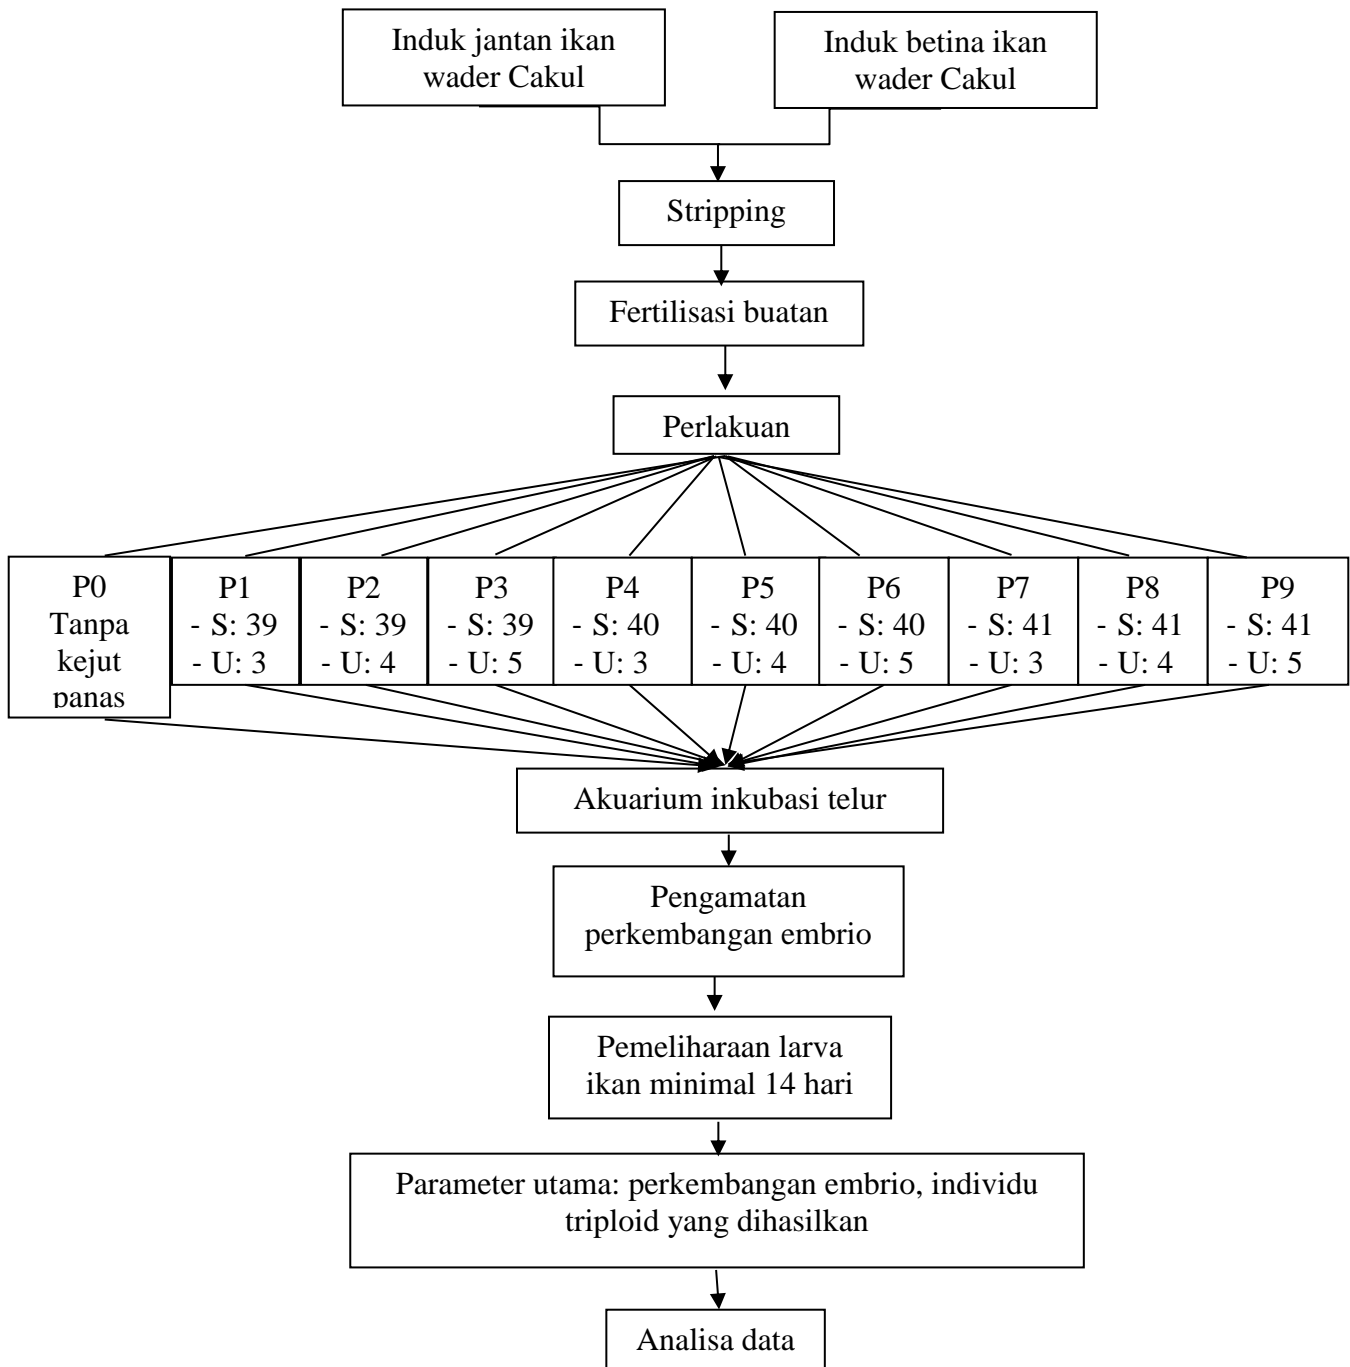 Induk jantan ikan
wader Cakul
Induk betina ikan
wader Cakul
Stripping
Fertilisasi buatan
Perlakuan
P0
Tanpa
kejut
panas
P1
- S: 39
- U: 3
P2
- S: 39
- U: 4
P3
- S: 39
- U: 5
P4
- S: 40
- U: 3
P5
- S: 40
- U: 4
P6
- S: 40
- U: 5
P7
- S: 41
- U: 3
P8
- S: 41
- U: 4
P9
- S: 41
- U: 5
Akuarium inkubasi telur
Pengamatan
perkembangan embrio
Pemeliharaan larva
ikan minimal 14 hari
Parameter utama: perkembangan embrio, individu
triploid yang dihasilkan
Analisa data